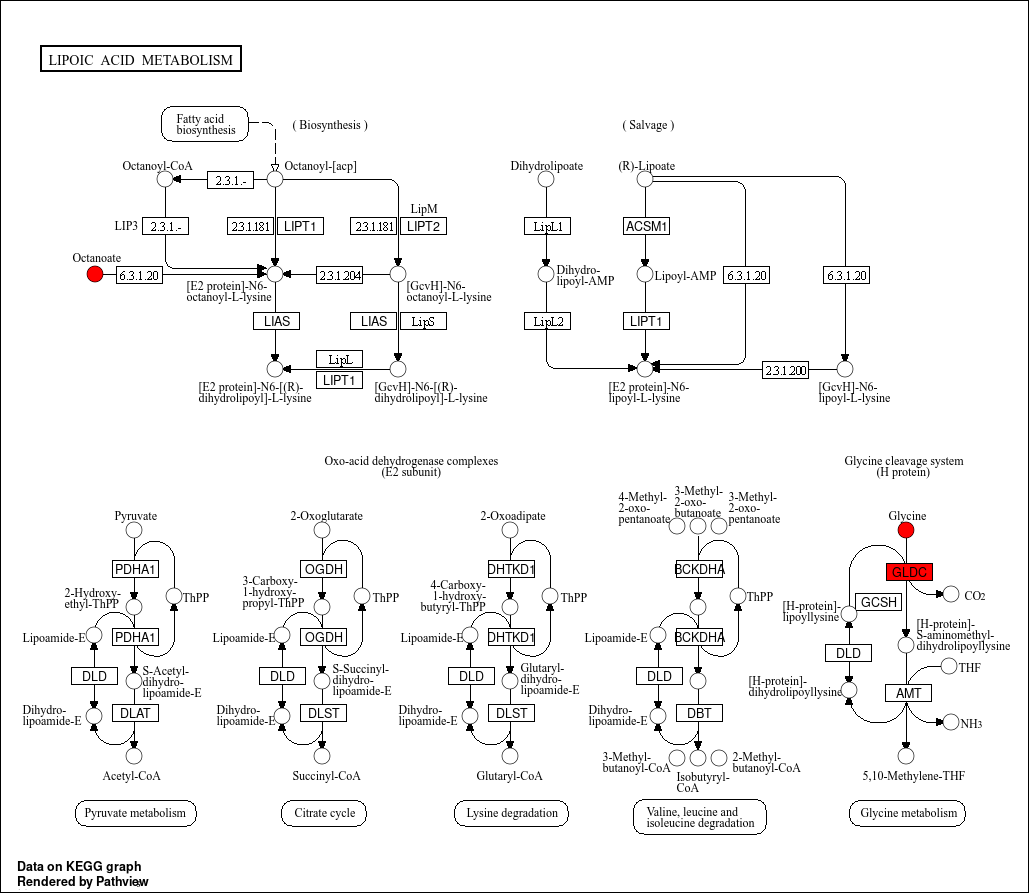 LIPOIC ACID METABOLISM
Fatty acid
biosynthesis
( Biosynthesis )
( Salvage )
Octanoyl-CoA
Octanoyl-[acp]
2.3.1.-
LIP3
2.3.1.-
2.3.1.181
LIPT1
LipM
2.3.1.181
LIPT2
Octanoate
6.3.1.20
2.3.1.204
[E2 protein]-N6-
octanoyl-L-lysine
[GcvH]-N6-
octanoyl-L-lysine
LIAS
LIAS
LipS
LipL
LIPT1
[E2 protein]-N6-[(R)-
dihydrolipoyl]-L-lysine
[GcvH]-N6-[(R)-
dihydrolipoyl]-L-lysine
Dihydrolipoate
(R)-Lipoate
LipL1
ACSM1
Dihydro-
lipoyl-AMP
Lipoyl-AMP
6.3.1.20
6.3.1.20
LipL2
LIPT1
2.3.1.200
[E2 protein]-N6-
lipoyl-L-lysine
[GcvH]-N6-
lipoyl-L-lysine
Oxo-acid dehydrogenase complexes
(E2 subunit)
Glycine cleavage system
(H protein)
Pyruvate
PDHA1
2-Hydroxy-
ethyl-ThPP
ThPP
Lipoamide-E
PDHA1
DLD
S-Acetyl-
dihydro-
lipoamide-E
Dihydro-
lipoamide-E
DLAT
Acetyl-CoA
Pyruvate metabolism
2-Oxoglutarate
OGDH
3-Carboxy-
1-hydroxy-
propyl-ThPP
ThPP
Lipoamide-E
OGDH
DLD
S-Succinyl-
dihydro-
lipoamide-E
Dihydro-
lipoamide-E
DLST
Succinyl-CoA
Citrate cycle
2-Oxoadipate
DHTKD1
4-Carboxy-
1-hydroxy-
butyryl-ThPP
ThPP
Lipoamide-E
DHTKD1
DLD
Glutaryl-
dihydro-
lipoamide-E
Dihydro-
lipoamide-E
DLST
Glutaryl-CoA
Lysine degradation
4-Methyl-
2-oxo-
pentanoate
3-Methyl-
2-oxo-
butanoate
3-Methyl-
2-oxo-
pentanoate
BCKDHA
ThPP
Lipoamide-E
BCKDHA
DLD
Dihydro-
lipoamide-E
DBT
3-Methyl-
butanoyl-CoA
Isobutyryl-
CoA
2-Methyl-
butanoyl-CoA
Valine, leucine and
isoleucine degradation
Glycine
GLDC
CO2
GCSH
[H-protein]-
lipoyllysine
[H-protein]-
S-aminomethyl-
dihydrolipoyllysine
DLD
THF
[H-protein]-
dihydrolipoyllysine
AMT
NH3
5,10-Methylene-THF
Glycine metabolism
Data on KEGG graph
Rendered by Pathview